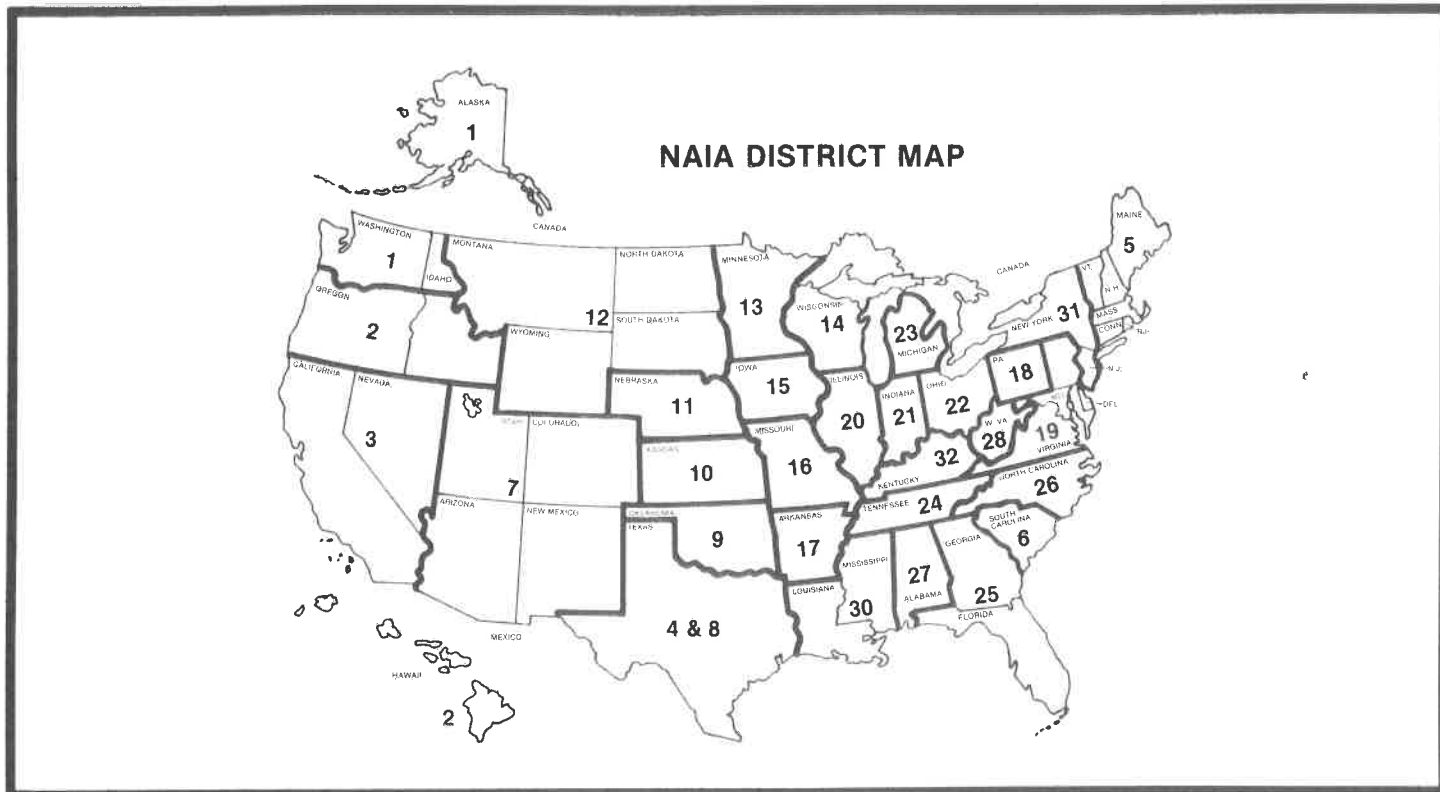 ALASKA
1
NAIA DISTRICT MAP
CANADA
MAINE
5
WASHINGTON
1
IDAHO
MONTANA
12
NORTH DAKOTA
SOUTH DAKOTA
MINNESOTA
13
CANADA
VT.
N.H.
MASS
CONN
OREGON
2
WYOMING
WISCONSIN
14
23
MICHIGAN
NEW YORK
31
PA.
18
N.J.
DEL
CALIFORNIA
NEVADA
3
NEBRASKA
11
IOWA
15
ILLINOIS
20
INDIANA
21
OHIO
22
UTAH
COLORADO
7
KANSAS
10
MISSOURI
16
W. VA.
28
19
VIRGINIA
KENTUCKY
32
NORTH CAROLINA
26
ARIZONA
NEW MEXICO
OKLAHOMA
TEXAS
9
ARKANSAS
17
TENNESSEE
24
SOUTH
CAROLINA
6
MISSISSIPPI
30
27
ALABAMA
GEORGIA
25
LOUISIANA
FLORIDA
4 & 8
MEXICO
HAWAII
2